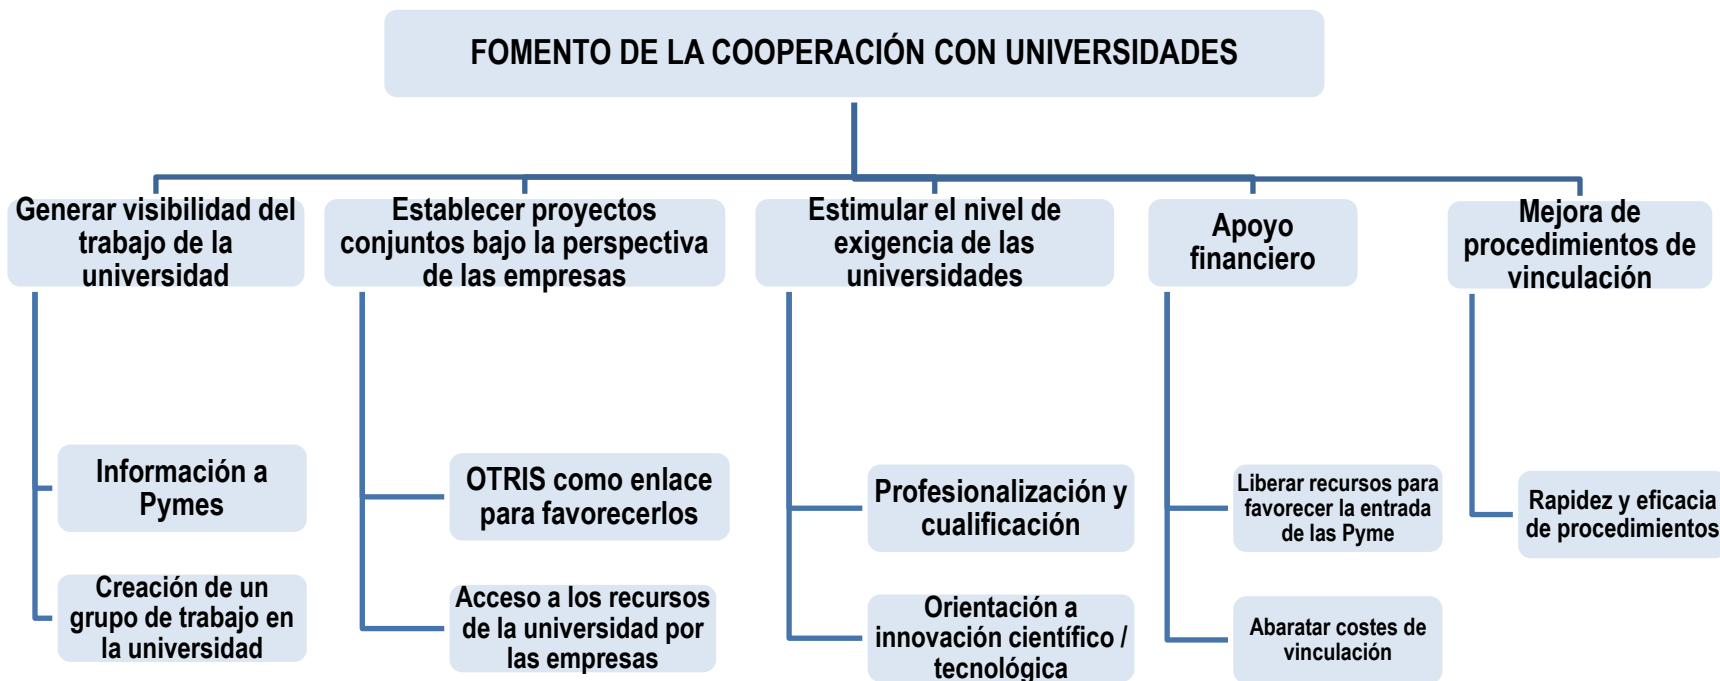 FOMENTO DE LA COOPERACIÓN CON UNIVERSIDADES
Generar visibilidad del
trabajo de la
universidad
Establecer proyectos
conjuntos bajo la perspectiva
de las empresas
Estimular el nivel de
exigencia de las
universidades
Apoyo
financiero
Mejora de
procedimientos de
vinculación
Información a
Pymes
OTRIS como enlace
para favorecerlos
Profesionalización y
cualificación
Liberar recursos para
favorecer la entrada
de las Pyme
Rapidez y eficacia
de procedimientos
Creación de un
grupo de trabajo en
la universidad
Acceso a los recursos
de la universidad por
las empresas
Orientación a
innovación científico /
tecnológica
Abaratar costes de
vinculación